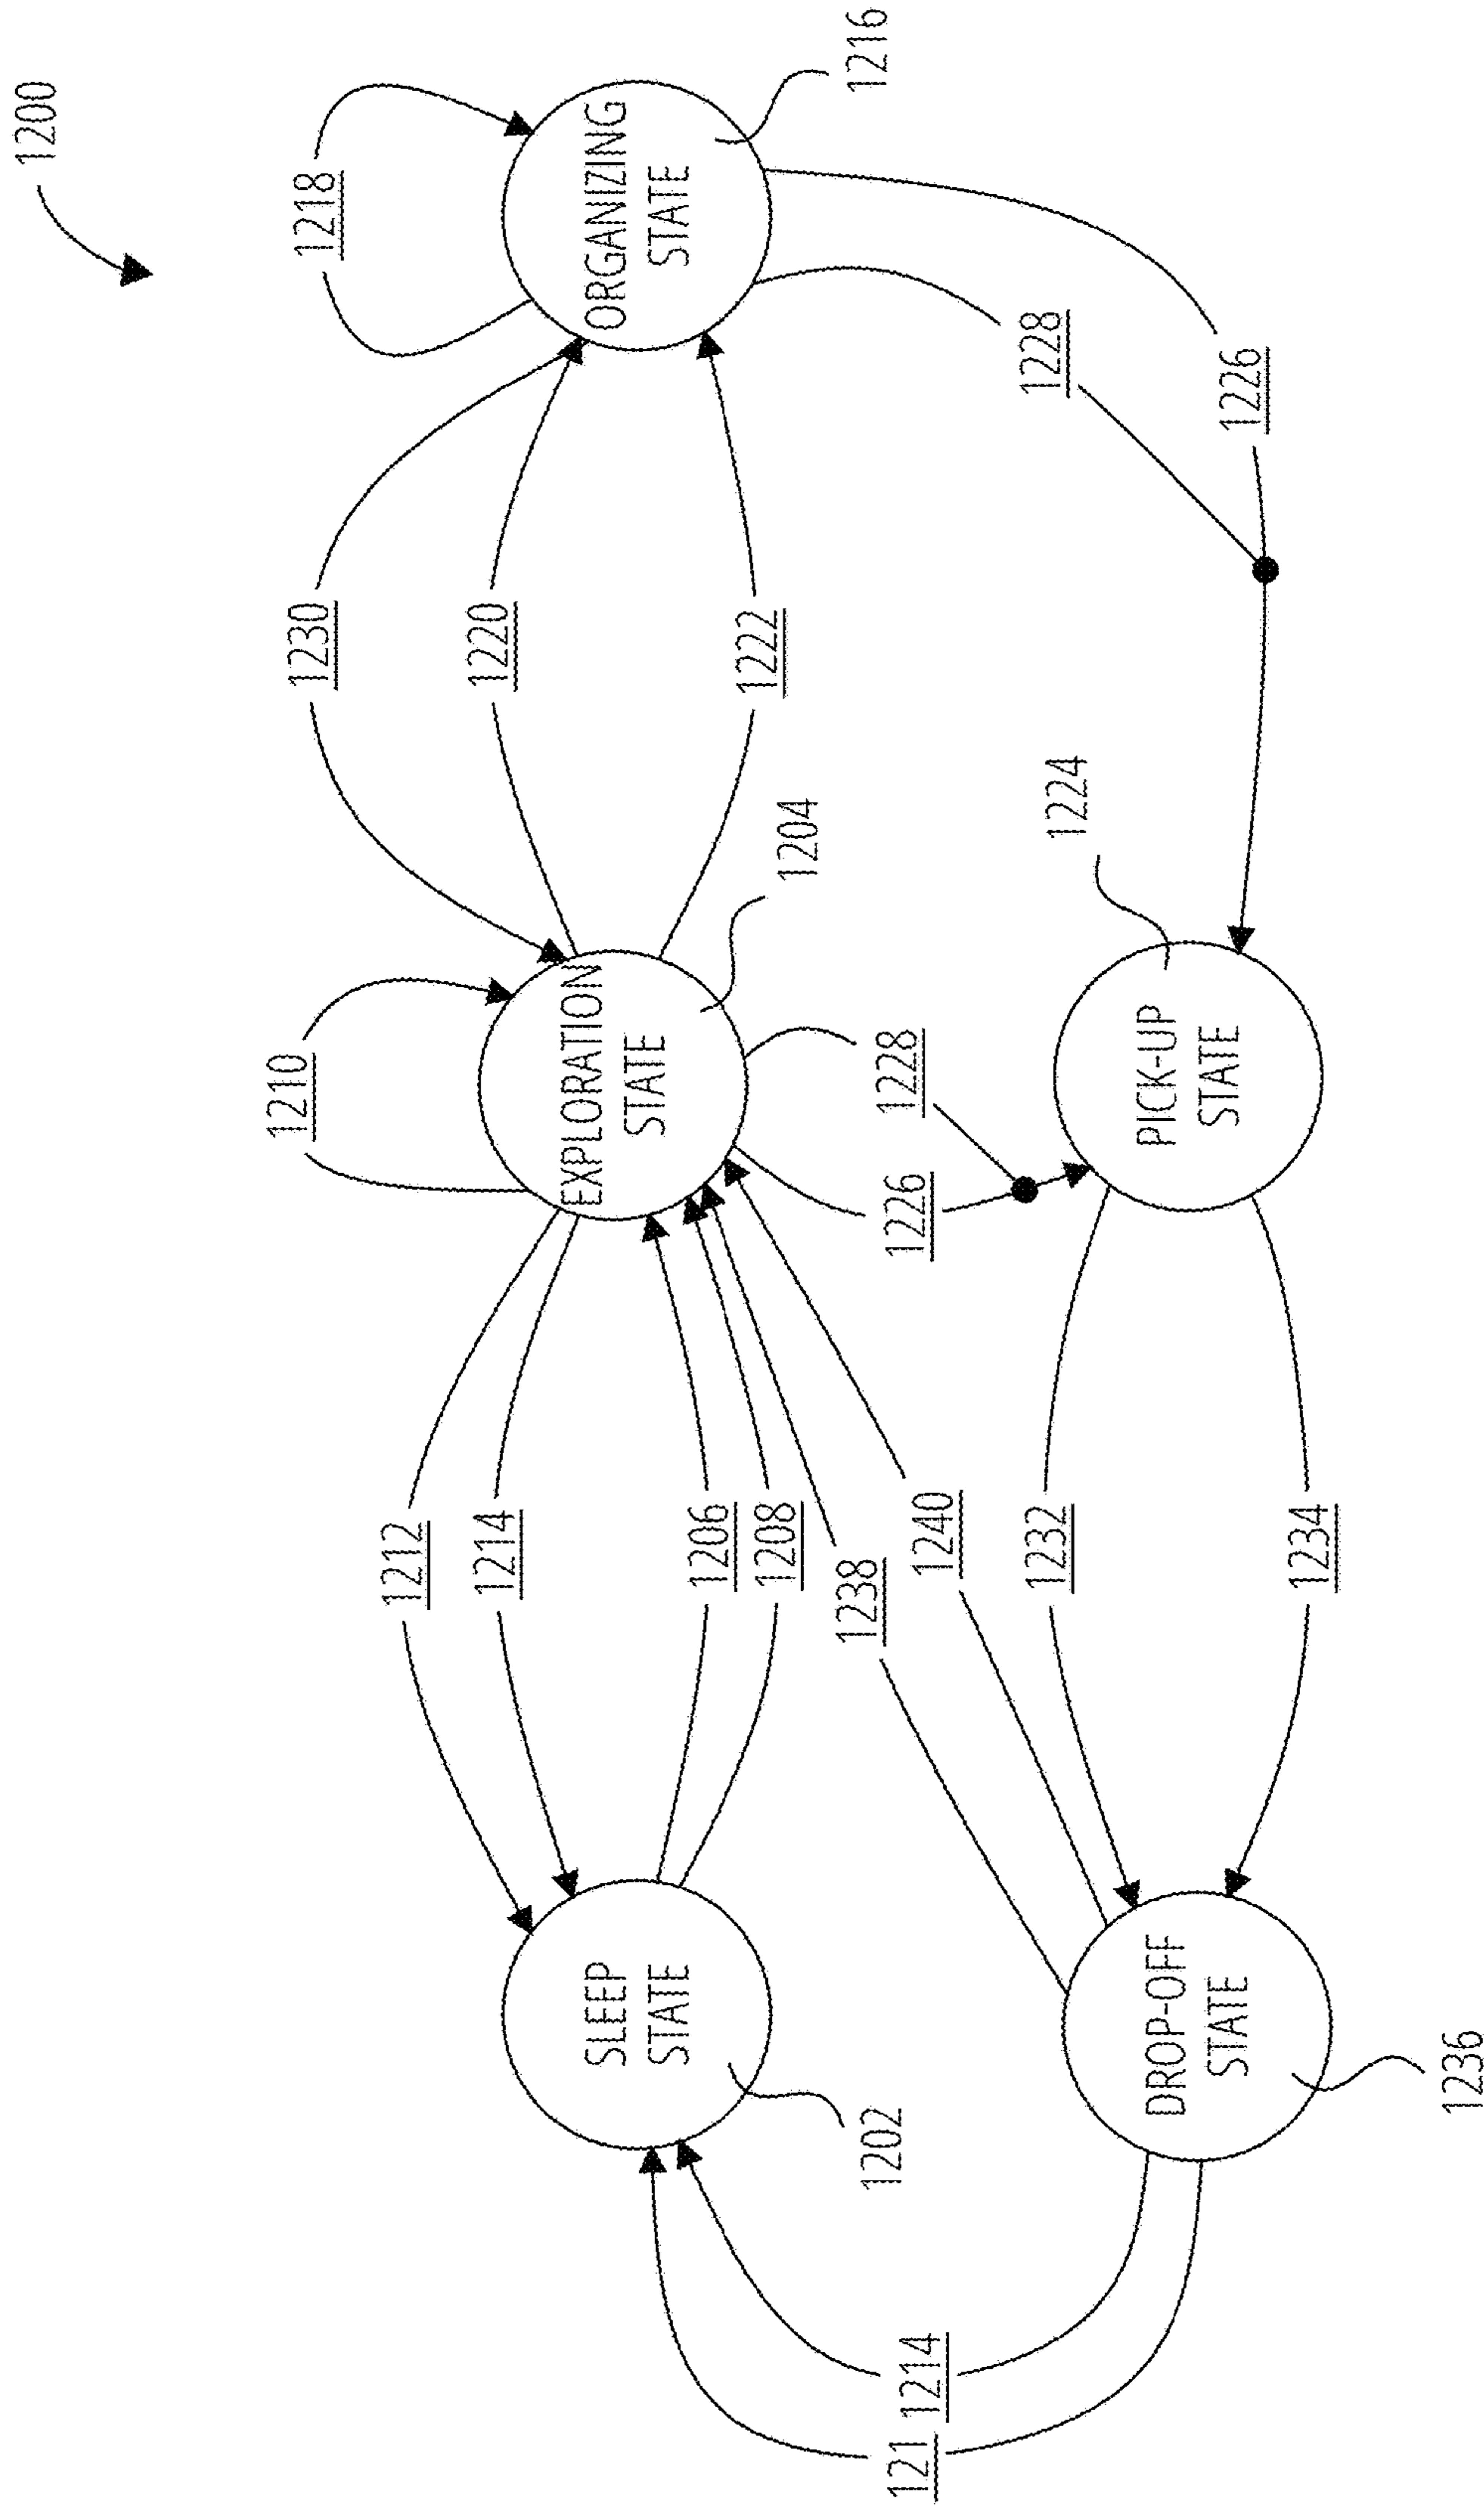 1200
1210
1218
1230
1212
1220
1214
SLEEP
STATE
1202
EXPLORATION
STATE
1204
ORGANIZING
STATE
1216
1206
1222
1208
1238
1228
121
1214
1240
1226
1228
1232
1224
DROP-OFF
STATE
1236
PICK-UP
STATE
1226
1234